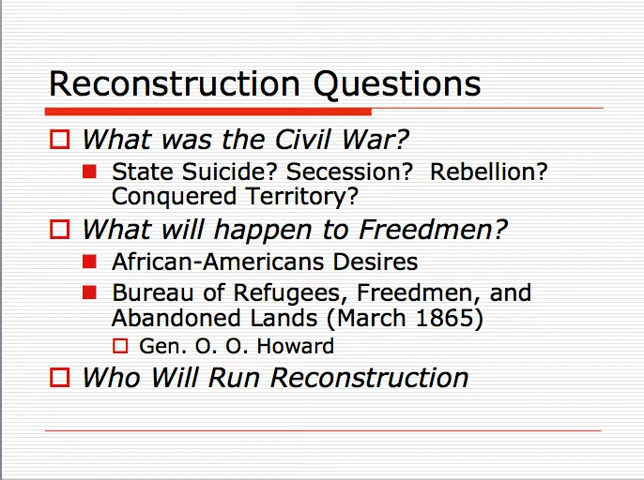 Reconstruction Questions
What was the Civil War?
State Suicide? Secession?  Rebellion?
Conquered Territory?
What will happen to Freedmen?
African-Americans Desires
Bureau of Refugees, Freedmen, and
Abandoned Lands (March 1865)
Gen. O. O. Howard
Who Will Run Reconstruction